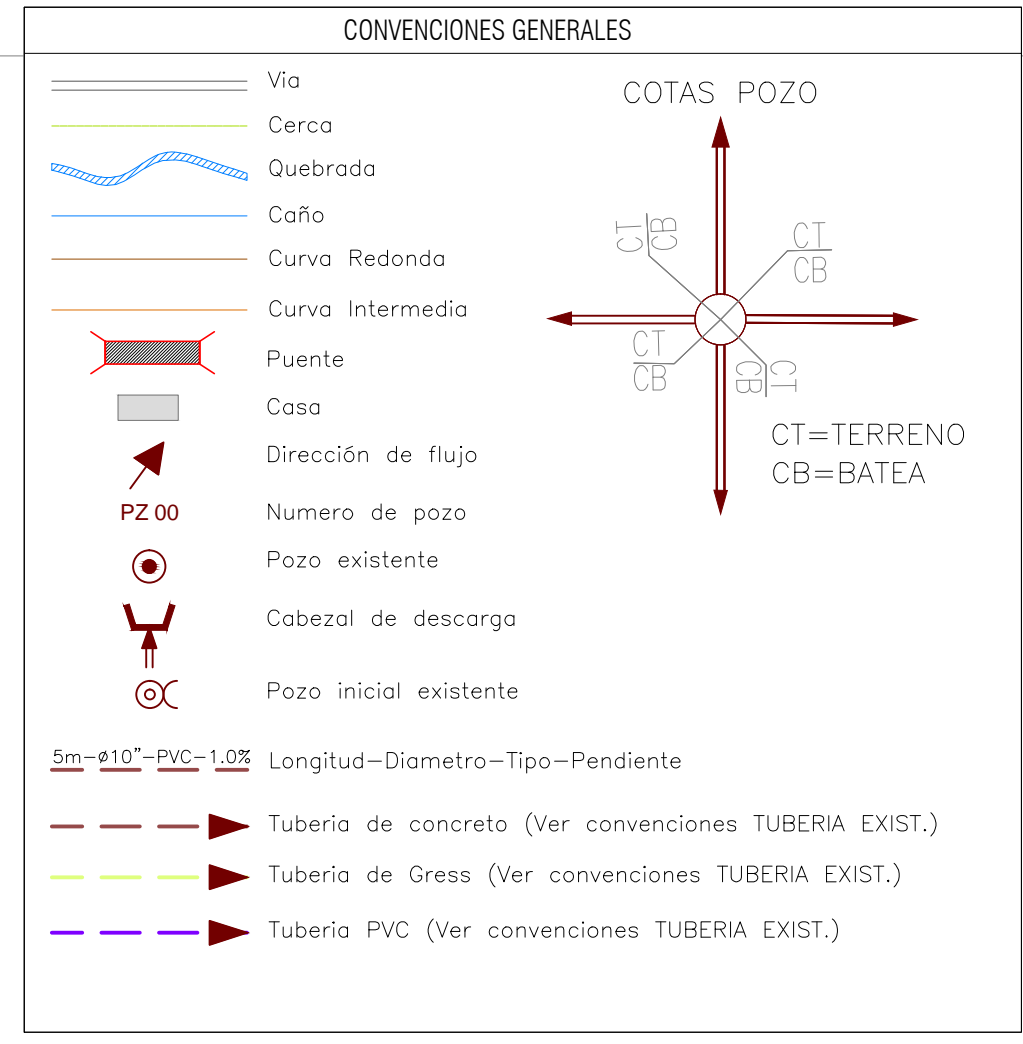 CONVENCIONES GENERALES
Via
Cerca
Quebrada
Caño
Curva Redonda
Curva Intermedia
Puente
Casa
Dirección de flujo
PZ 00 Numero de pozo
Pozo existente
Cabezal de descarga
Pozo inicial existente
5m-ø10"-PVC-1.0% Longitud-Diametro-Tipo-Pendiente
Tuberia de concreto (Ver convenciones TUBERIA EXIST.)
Tuberia de Gress (Ver convenciones TUBERIA EXIST.)
Tuberia PVC (Ver convenciones TUBERIA EXIST.)
COTAS POZO
CT
CB
CT
CB
CT
CB
CT
CB
CT=TERRENO
CB=BATEA